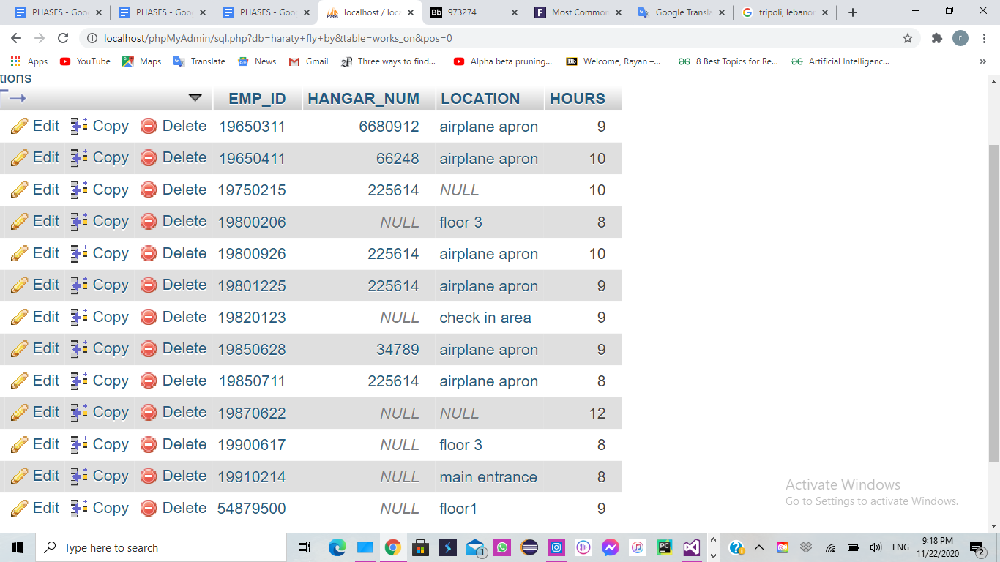 PHASES - Goo
PHASES - Goo
PHASES - Goo
localhost / loca
973274
Most Common
Google Transla
tripoli, lebanon
localhost/phpMyAdmin/sql.php?db=haraty+fly+by&table=works_on&pos=0
r
Apps YouTube Maps Translate News Gmail Three ways to find... Alpha beta pruning,... Welcome, Rayan –... 8 Best Topics for Re... Artificial Intelligenc... »
tions
EMP_ID HANGAR_NUM LOCATION HOURS
Edit Copy Delete 19650311 6680912 airplane apron 9
Edit Copy Delete 19650411 66248 airplane apron 10
Edit Copy Delete 19750215 225614 NULL 10
Edit Copy Delete 19800206 NULL floor 3 8
Edit Copy Delete 19800926 225614 airplane apron 10
Edit Copy Delete 19801225 225614 airplane apron 9
Edit Copy Delete 19820123 NULL check in area 9
Edit Copy Delete 19850628 34789 airplane apron 9
Edit Copy Delete 19850711 225614 airplane apron 8
Edit Copy Delete 19870622 NULL NULL 12
Edit Copy Delete 19900617 NULL floor 3 8
Edit Copy Delete 19910214 NULL main entrance 8
Edit Copy Delete 54879500 NULL floor1 9
Activate Windows
Go to Settings to activate Windows.
Type here to search
ENG
9:18 PM
11/22/2020